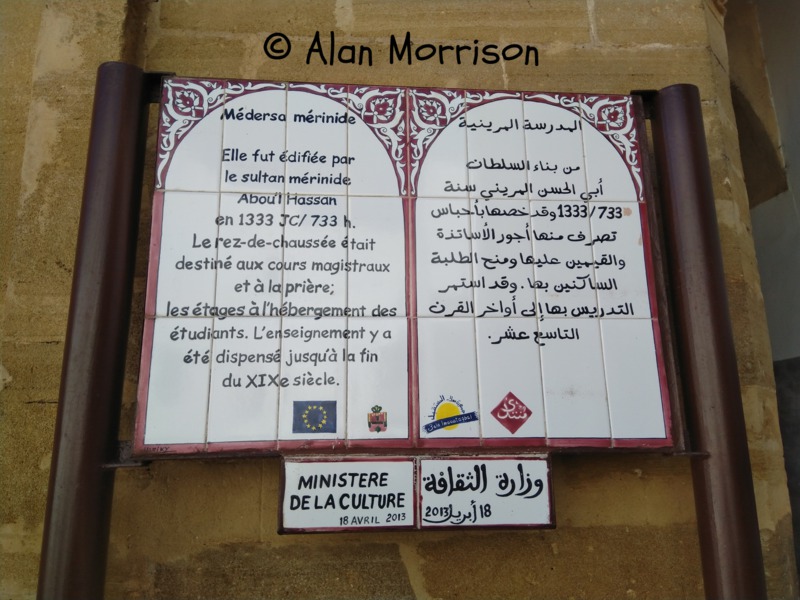 © Alan Morrison
Médersa mérinide
Elle fut édifiée par
le sultan mérinide
Abou'l Hassan
en 1333 JC/ 733 h.
Le rez-de-chaussée était
destiné aux cours magistraux
et à la prière;
les étages à l'hébergement des
étudiants. L'enseignement y a
été dispensé jusqu'à la fin
du XIXe siècle.
المدرسة المرينية
من بناء السلطات
أبي الحسن المريني سنة
1333/733 وقد خصها بأحباس
تصرف منها أجور الأساتذة
والقيمين عليها ومنح الطلبة
الساكنين بها. وقد استمر
التدريس بها إلى أواخر القرن
التاسع عشر.
منتدى
MINISTERE
DE LA CULTURE
18 AVRIL 2013
وزارة الثقافة
18 أبريل 2013